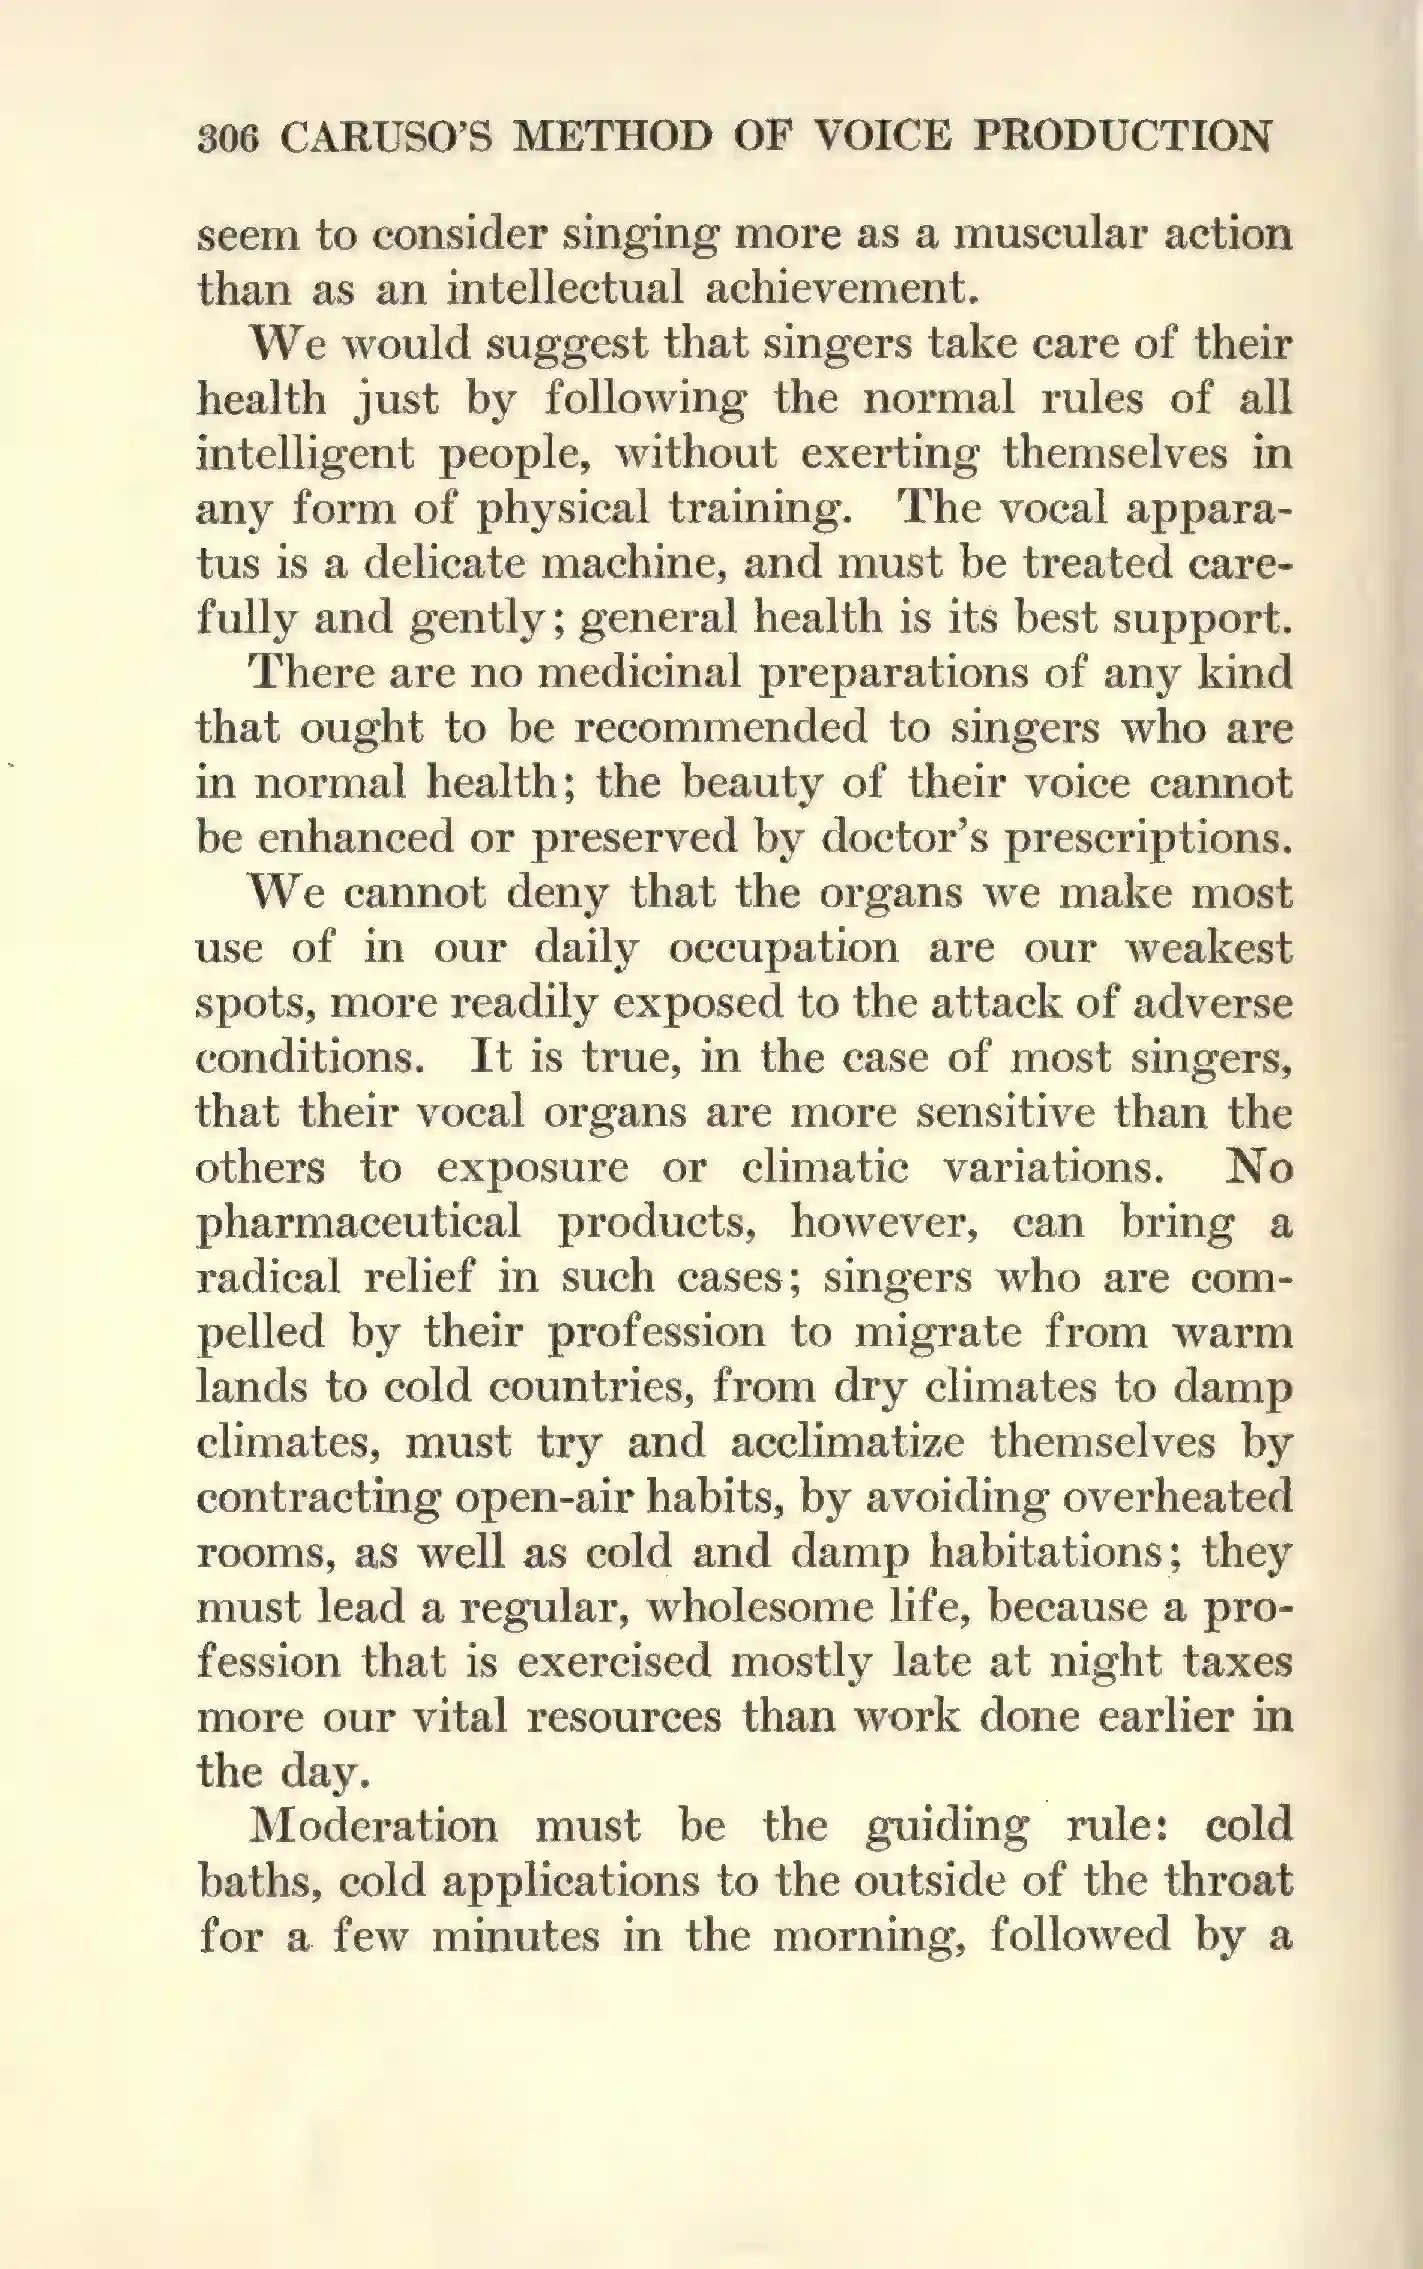 306 CARUSO'S METHOD OF VOICE PRODUCTION
seem to consider singing more as a muscular action
than as an intellectual achievement.
We would suggest that singers take care of their
health just by following the normal rules of all
intelligent people, without exerting themselves in
any form of physical training. The vocal appara-
tus is a delicate machine, and must be treated care-
fully and gently; general health is its best support.
There are no medicinal preparations of any kind
that ought to be recommended to singers who are
in normal health; the beauty of their voice cannot
be enhanced or preserved by doctor's prescriptions.
We cannot deny that the organs we make most
use of in our daily occupation are our weakest
spots, more readily exposed to the attack of adverse
conditions. It is true, in the case of most singers,
that their vocal organs are more sensitive than the
others to exposure or climatic variations. No
pharmaceutical products, however, can bring a
radical relief in such cases; singers who are com-
pelled by their profession to migrate from warm
lands to cold countries, from dry climates to damp
climates, must try and acclimatize themselves by
contracting open-air habits, by avoiding overheated
rooms, as well as cold and damp habitations; they
must lead a regular, wholesome life, because a pro-
fession that is exercised mostly late at night taxes
more our vital resources than work done earlier in
the day.
Moderation must be the guiding rule: cold
baths, cold applications to the outside of the throat
for a few minutes in the morning, followed by a